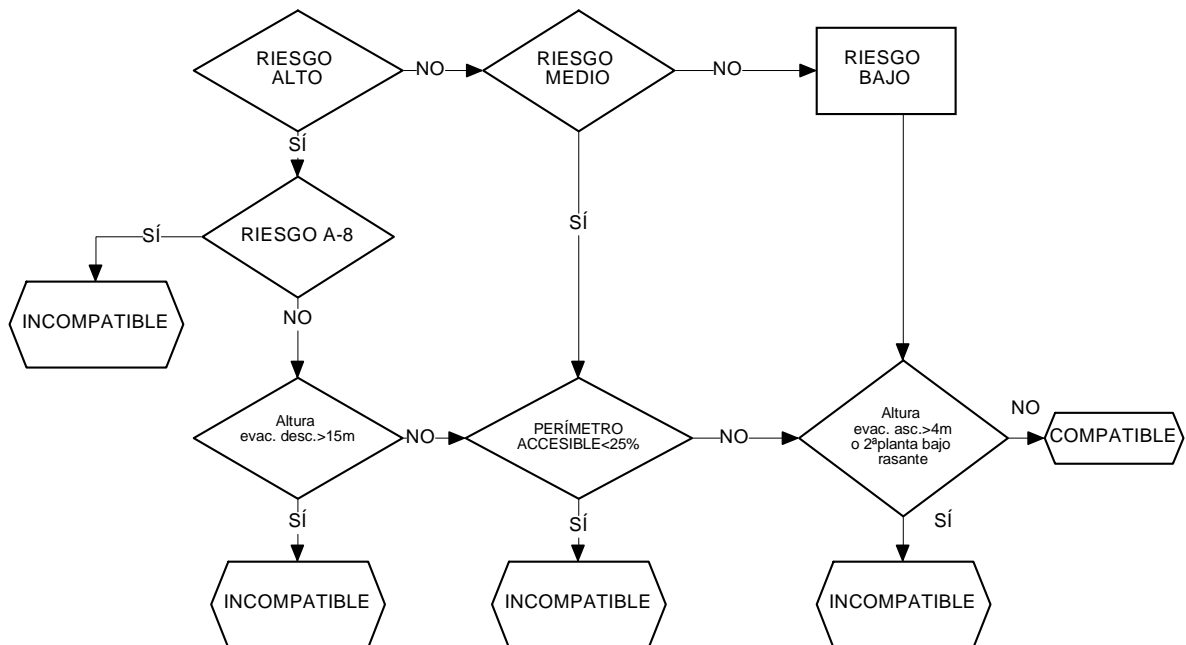 RIESGO
ALTO
NO
RIESGO
MEDIO
NO
RIESGO
BAJO
SÍ
SÍ
RIESGO A-8
SÍ
INCOMPATIBLE
NO
Altura
evac. desc.>15m
NO
PERÍMETRO
ACCESIBLE<25%
NO
Altura
evac. asc.>4m
o 2ªplanta bajo
rasante
NO
COMPATIBLE
SÍ
SÍ
SÍ
INCOMPATIBLE
INCOMPATIBLE
INCOMPATIBLE